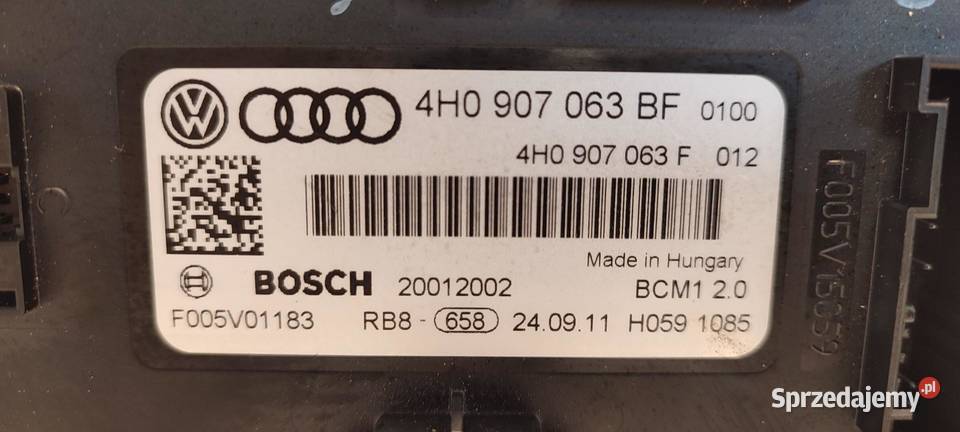 4H0 907 063 BF 0100
4H0 907 063 F 012
Made in Hungary
BOSCH 20012002 BCM1 2.0
F005V01183 RB8-658 24.09.11 H059 1085
F005V15059
Sprzedajemy.pl